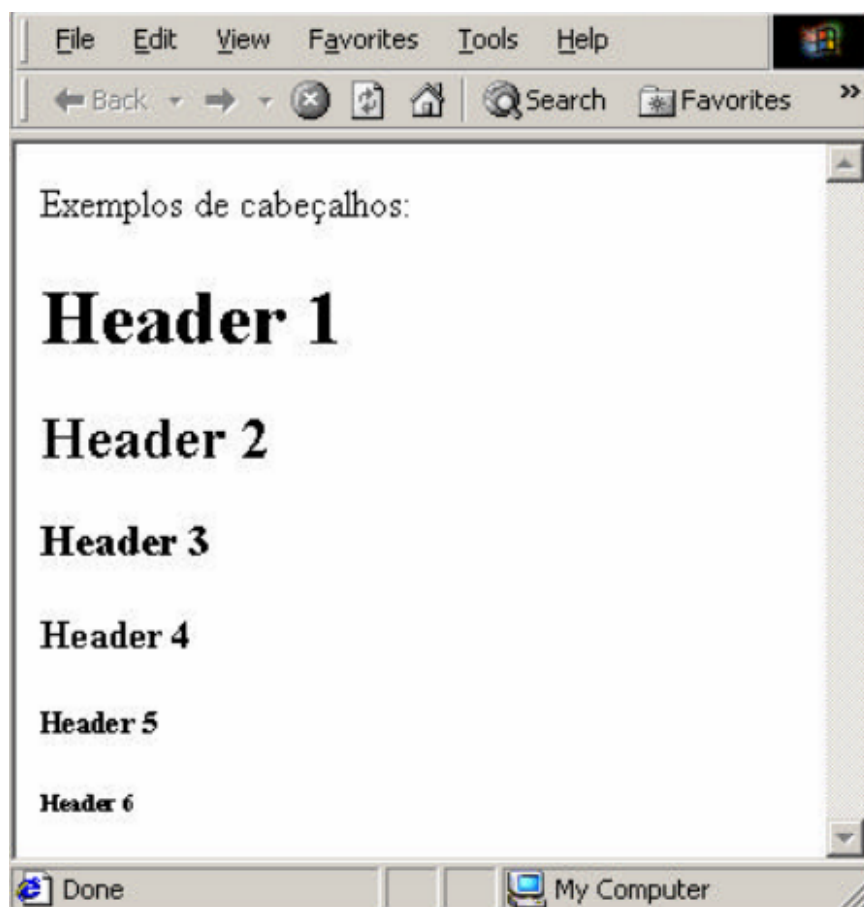 File Edit View Favorites Tools Help
Back Search Favorites »
Exemplos de cabeçalhos:
Header 1
Header 2
Header 3
Header 4
Header 5
Header 6
Done My Computer